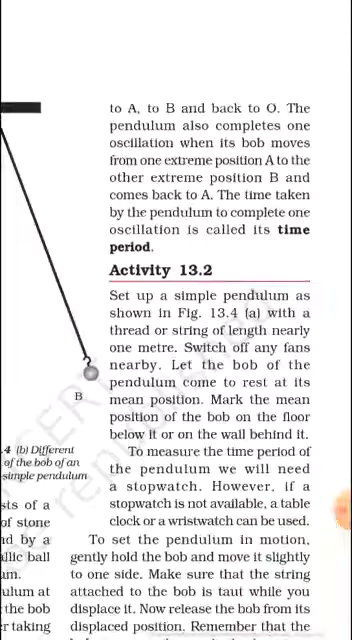 to A, to B and back to O. The
pendulum also completes one
oscillation when its bob moves
from one extreme position A to the
other extreme position B and
comes back to A. The time taken
by the pendulum to complete one
oscillation is called its time
period.
Activity 13.2
Set up a simple pendulum as
shown in Fig. 13.4 (a) with a
thread or string of length nearly
one metre. Switch off any fans
nearby. Let the bob of the
pendulum come to rest at its
mean position. Mark the mean
position of the bob on the floor
below it or on the wall behind it.
To measure the time period of
the pendulum we will need
a stopwatch. However, if a
stopwatch is not available, a table
clock or a wristwatch can be used.
To set the pendulum in motion,
gently hold the bob and move it slightly
to one side. Make sure that the string
attached to the bob is taut while you
displace it. Now release the bob from its
displaced position. Remember that the
B
.4 (b) Different
of the bob of an
simple pendulum
sts of a
of stone
nd by a
allic ball
um.
ulum at
the bob
er taking